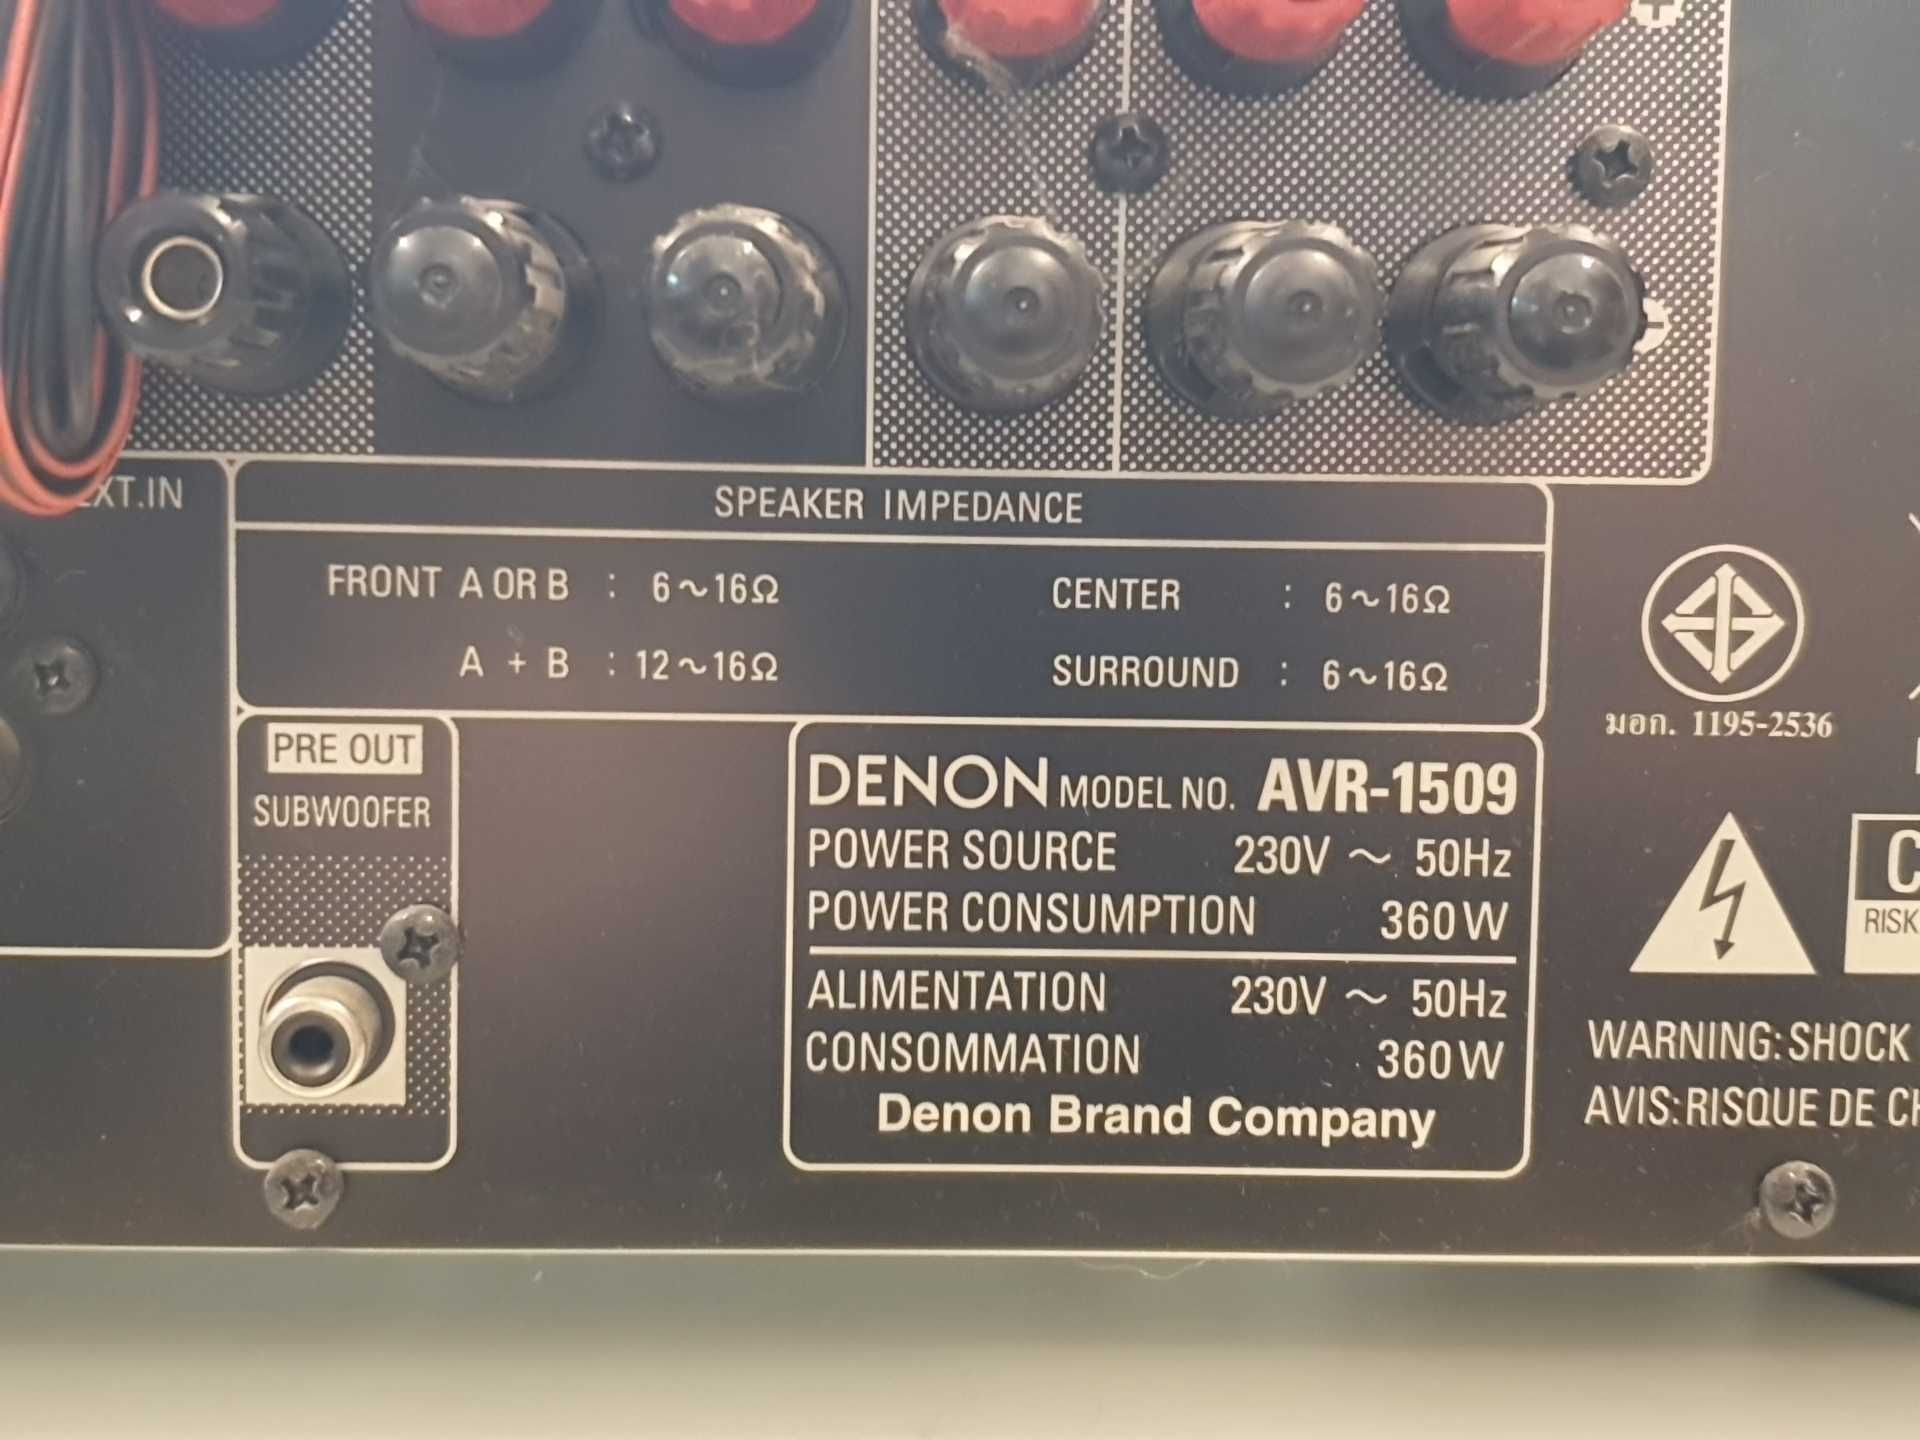 EXT.IN
SPEAKER IMPEDANCE
FRONT A OR B : 6~16Ω
CENTER : 6~16Ω
A + B : 12~16Ω
SURROUND : 6~16Ω
มอก. 1195-2536
PRE OUT
SUBWOOFER
DENON MODEL NO. AVR-1509
POWER SOURCE 230V ~ 50Hz
POWER CONSUMPTION 360W
ALIMENTATION 230V ~ 50Hz
CONSOMMATION 360W
Denon Brand Company
RISK
WARNING: SHOCK
AVIS: RISQUE DE